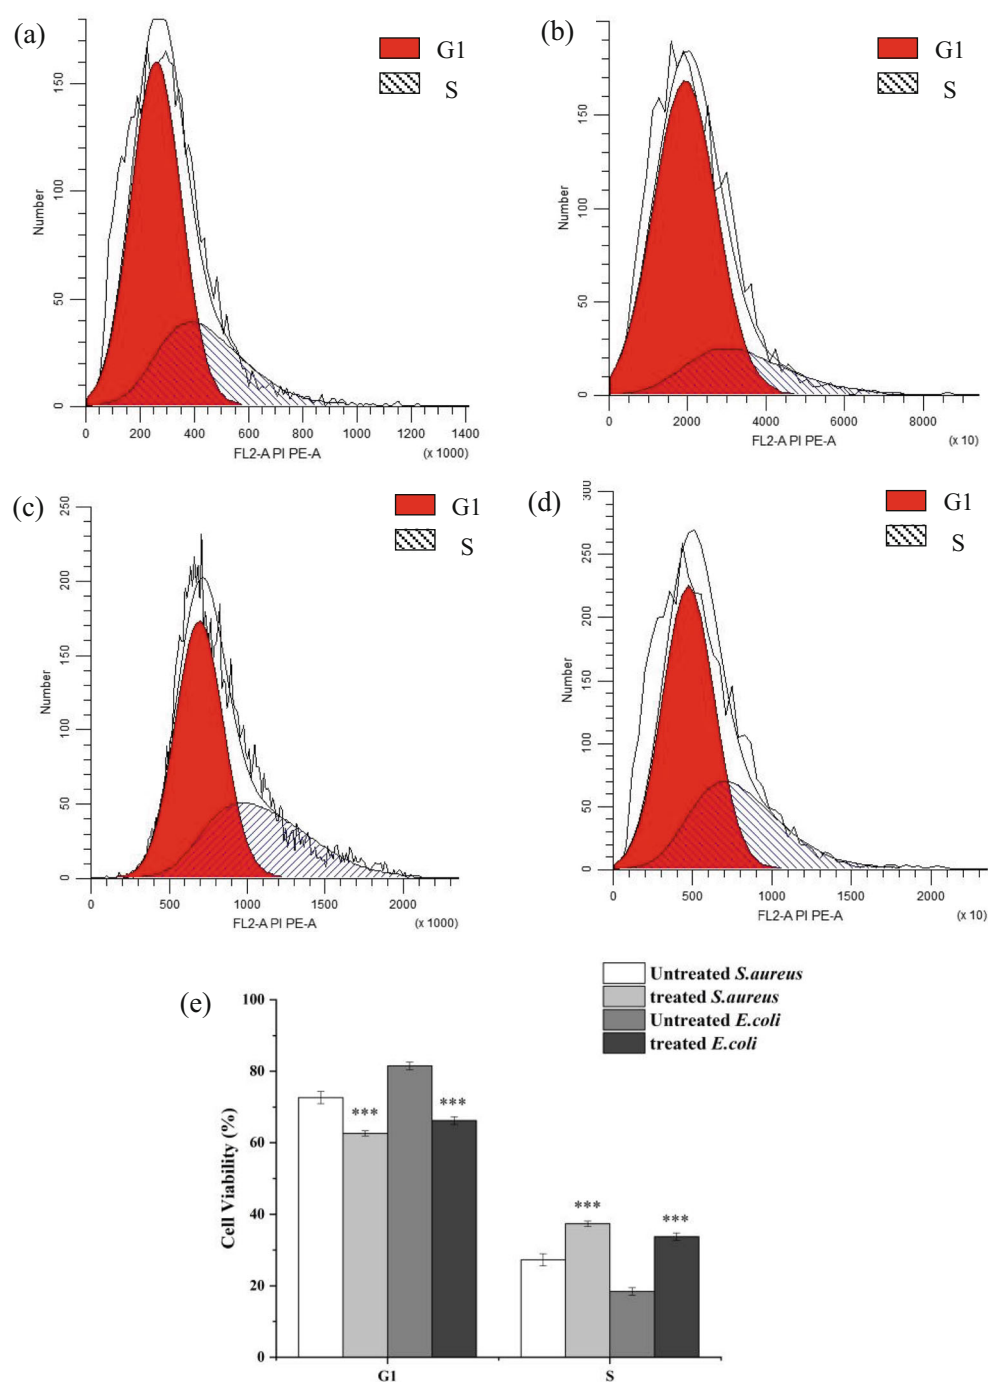 (a)
G1
S
150
100
50
0
Number
0 200 400 600 800 1000 1200 1400
FL2-A PI PE-A
(x 1000)
(b)
G1
S
150
100
50
0
Number
0 2000 4000 6000 8000
FL2-A PI PE-A
(x 10)
(c)
G1
S
250
200
150
100
50
0
Number
0 500 1000 1500 2000
FL2-A PI PE-A
(x 1000)
(d)
G1
S
300
250
200
150
100
50
0
Number
0 500 1000 1500 2000
FL2-A PI PE-A
(x 10)
(e)
Untreated S.aureus
treated S.aureus
Untreated E.coli
treated E.coli
100
80
60
40
20
0
Cell Viability (%)
***
***
***
***
G1 S